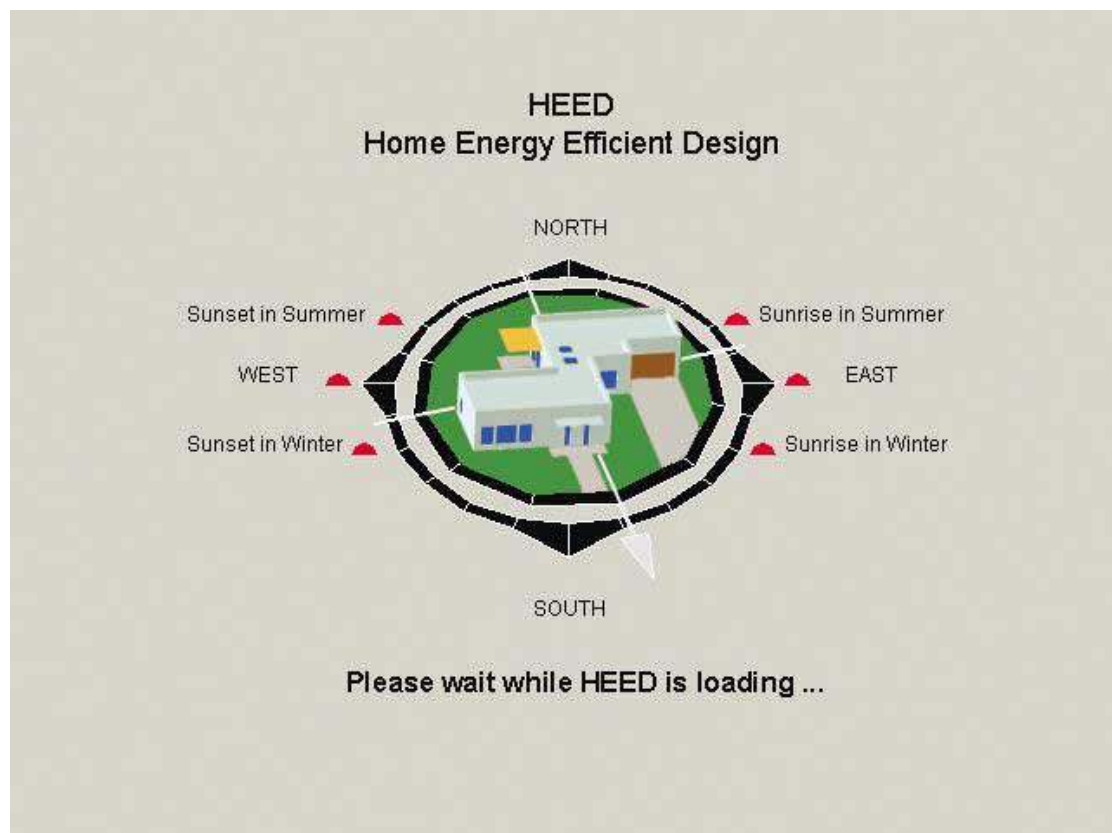 HEED
Home Energy Efficient Design
NORTH
Sunset in Summer
Sunrise in Summer
WEST
EAST
Sunset in Winter
Sunrise in Winter
SOUTH
Please wait while HEED is loading ...